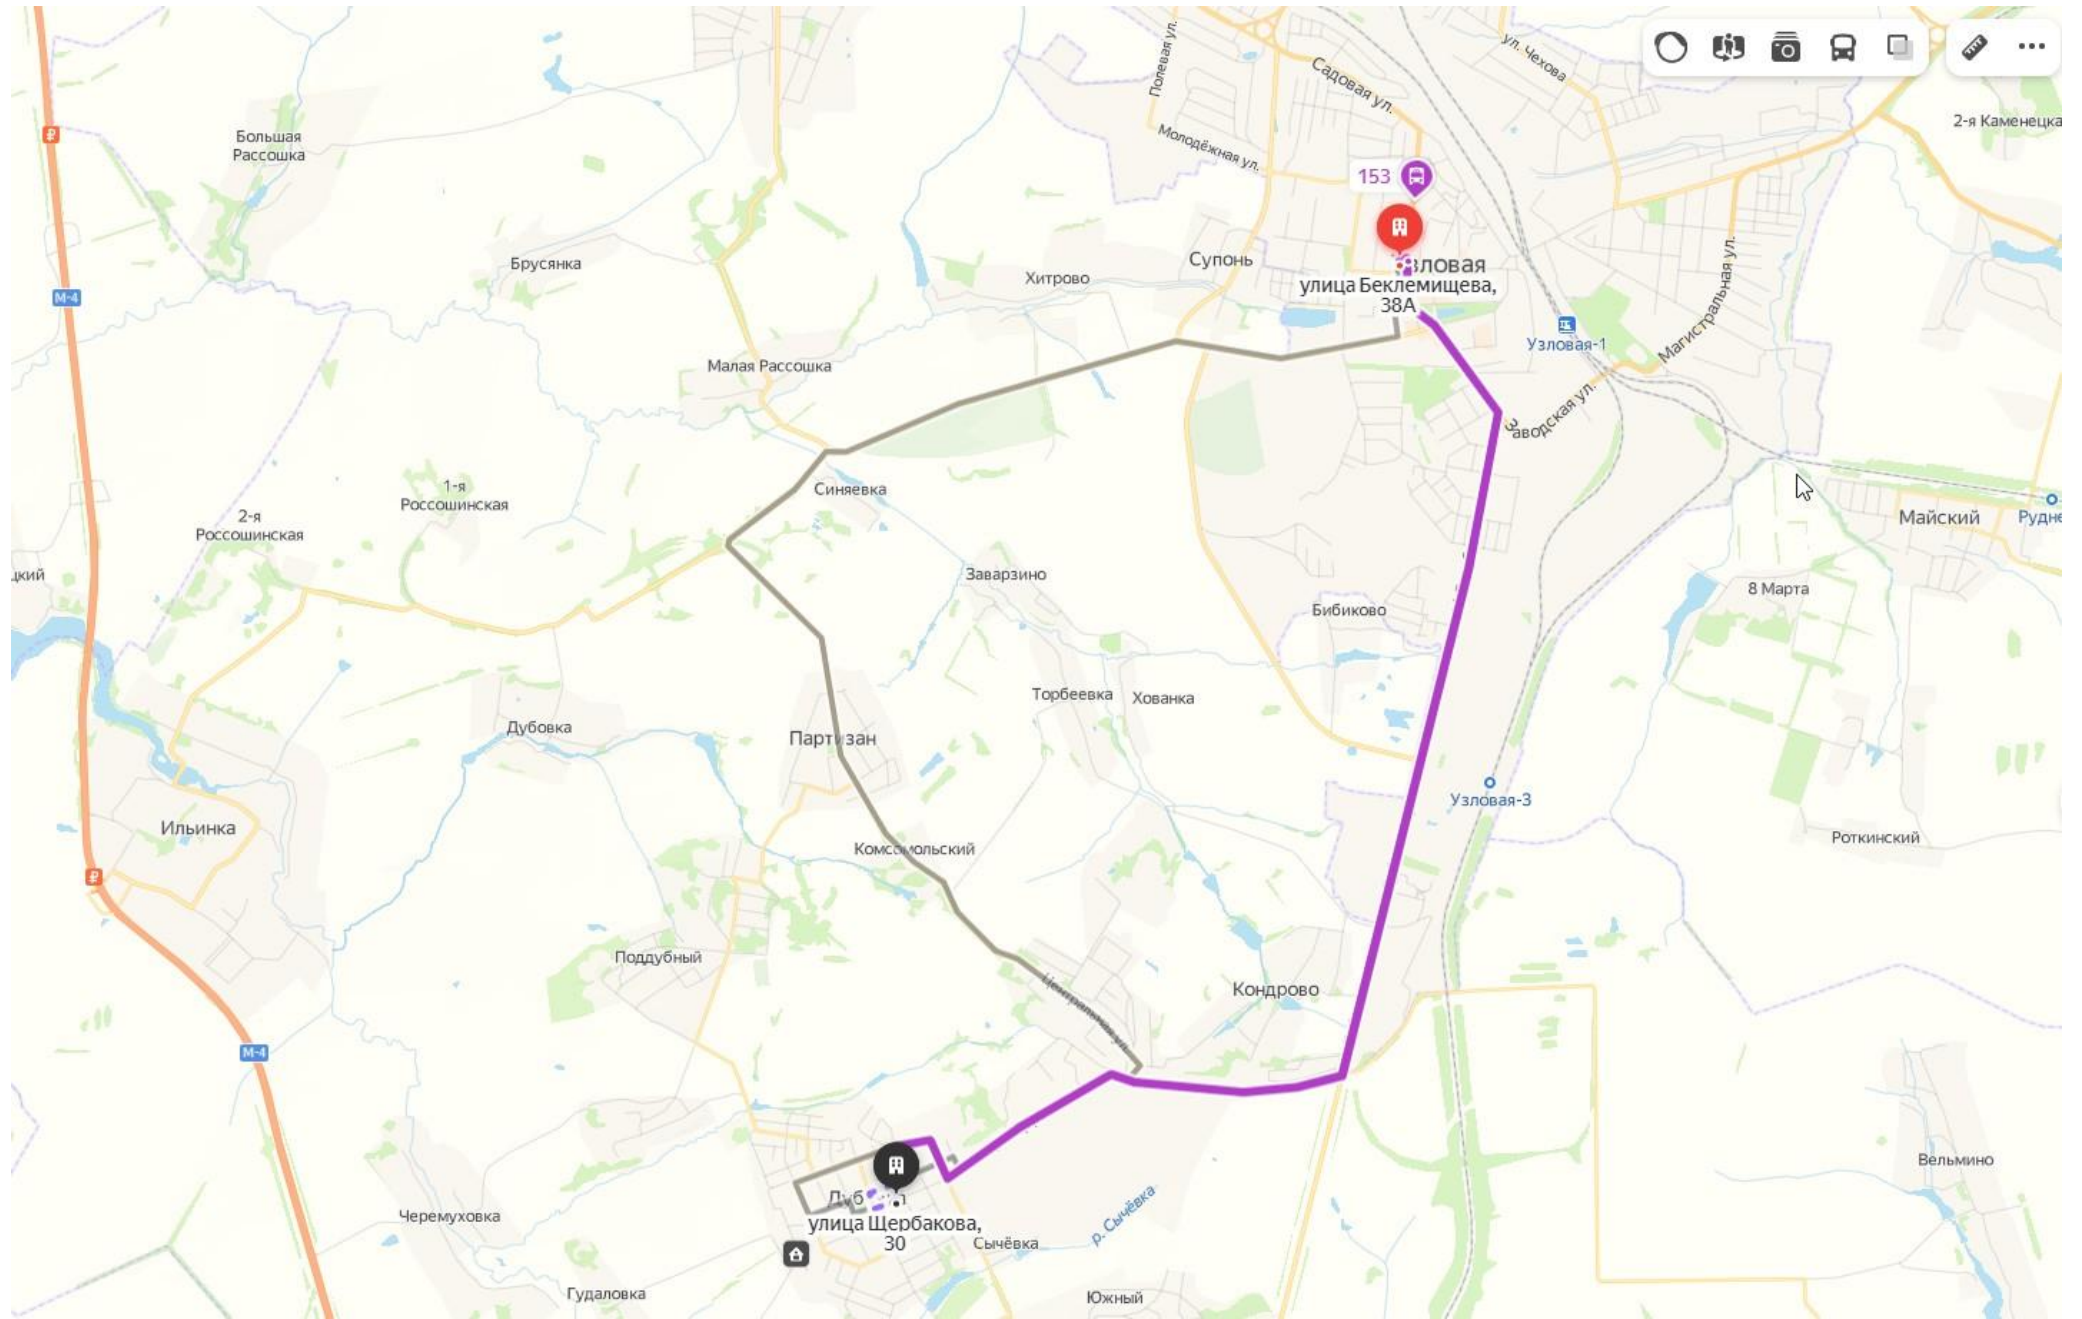 Полевая ул.
Садовая ул.
ул. Чехова
Молодёжная ул.
2-я Каменецка
Большая
Рассошка
153
Брусянка
Хитрово
Супонь
зловая
улица Беклемищева,
38А
М-4
Узловая-1
Магистральная ул.
Малая Рассошка
Заводская ул.
Синяевка
1-я
Россошинская
2-я
Россошинская
Майский
Рудне
цкий
Заварзино
8 Марта
Бибиково
Торбеевка
Хованка
Дубовка
Партизан
Узловая-3
Ильинка
Комсомольский
Роткинский
Поддубный
Кондрово
Центральная ул.
М-4
Вельмино
Дуб
Черемуховка
улица Щербакова,
30
Сычёвка
р. Сычёвка
Гудаловка
Южный